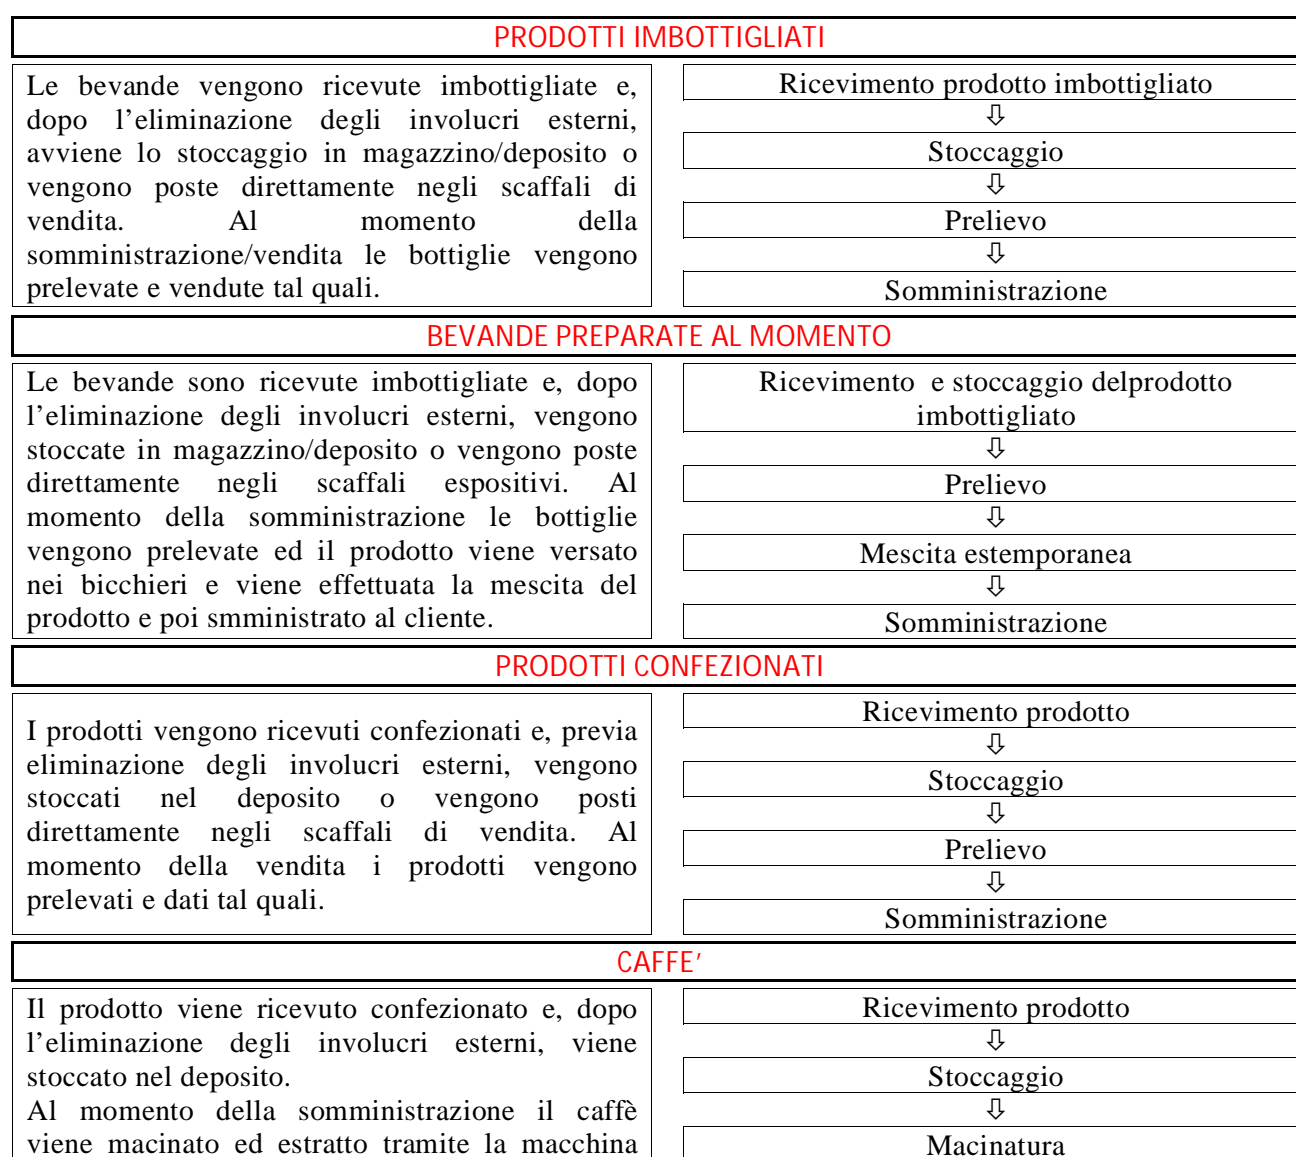 PRODOTTI IMBOTTIGLIATI
Le bevande vengono ricevute imbottigliate e,
dopo l’eliminazione degli involucri esterni,
avviene lo stoccaggio in magazzino/deposito o
vengono poste direttamente negli scaffali di
vendita. Al momento della
somministrazione/vendita le bottiglie vengono
prelevate e vendute tal quali.
Ricevimento prodotto imbottigliato
⇩
Stoccaggio
⇩
Prelievo
⇩
Somministrazione
BEVANDE PREPARATE AL MOMENTO
Le bevande sono ricevute imbottigliate e, dopo
l’eliminazione degli involucri esterni, vengono
stoccate in magazzino/deposito o vengono poste
direttamente negli scaffali espositivi. Al
momento della somministrazione le bottiglie
vengono prelevate ed il prodotto viene versato
nei bicchieri e viene effettuata la mescita del
prodotto e poi smministrato al cliente.
Ricevimento e stoccaggio delprodotto
imbottigliato
⇩
Prelievo
⇩
Mescita estemporanea
⇩
Somministrazione
PRODOTTI CONFEZIONATI
I prodotti vengono ricevuti confezionati e, previa
eliminazione degli involucri esterni, vengono
stoccati nel deposito o vengono posti
direttamente negli scaffali di vendita. Al
momento della vendita i prodotti vengono
prelevati e dati tal quali.
Ricevimento prodotto
⇩
Stoccaggio
⇩
Prelievo
⇩
Somministrazione
CAFFE’
Il prodotto viene ricevuto confezionato e, dopo
l’eliminazione degli involucri esterni, viene
stoccato nel deposito.
Al momento della somministrazione il caffè
viene macinato ed estratto tramite la macchina
Ricevimento prodotto
⇩
Stoccaggio
⇩
Macinatura